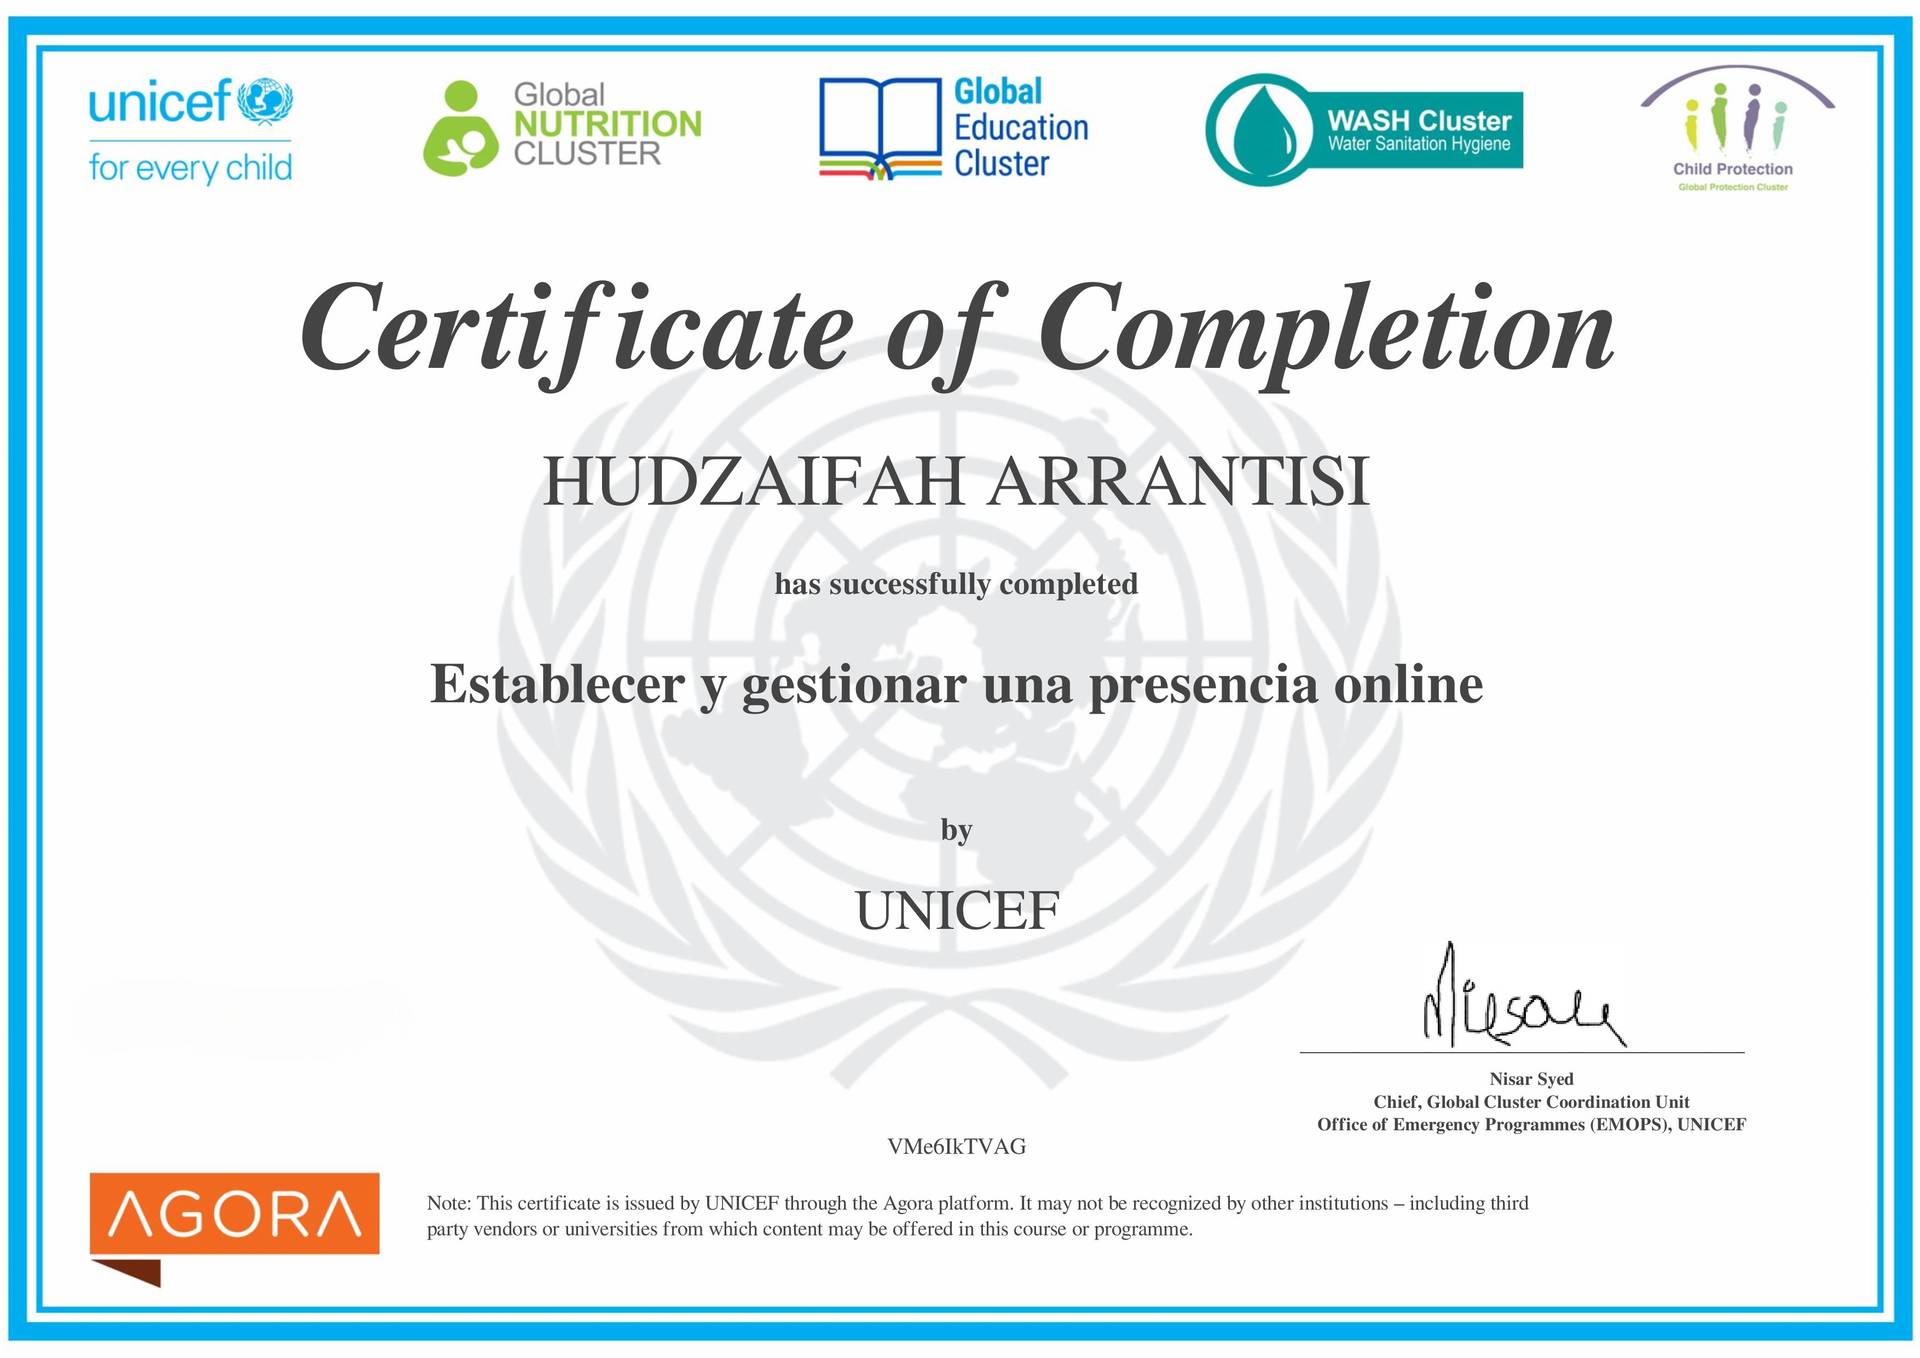 unicef
for every child
Global
NUTRITION
CLUSTER
Global
Education
Cluster
WASH Cluster
Water Sanitation Hygiene
Child Protection
Global Protection Cluster
Certificate of Completion
HUDZAIFAH ARRANTISI
has successfully completed
Establecer y gestionar una presencia online
by
UNICEF
Nisar Syed
Chief, Global Cluster Coordination Unit
Office of Emergency Programmes (EMOPS), UNICEF
VMe6IkTVAG
AGORA
Note: This certificate is issued by UNICEF through the Agora platform. It may not be recognized by other institutions – including third
party vendors or universities from which content may be offered in this course or programme.